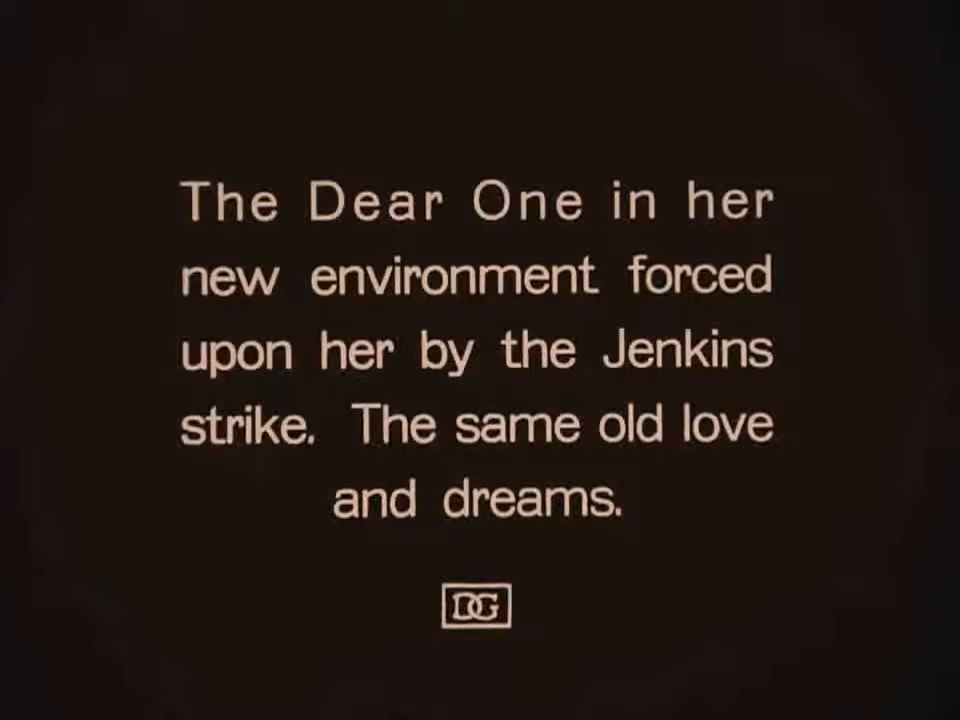 The Dear One in her
new environment forced
upon her by the Jenkins
strike. The same old love
and dreams.
DG